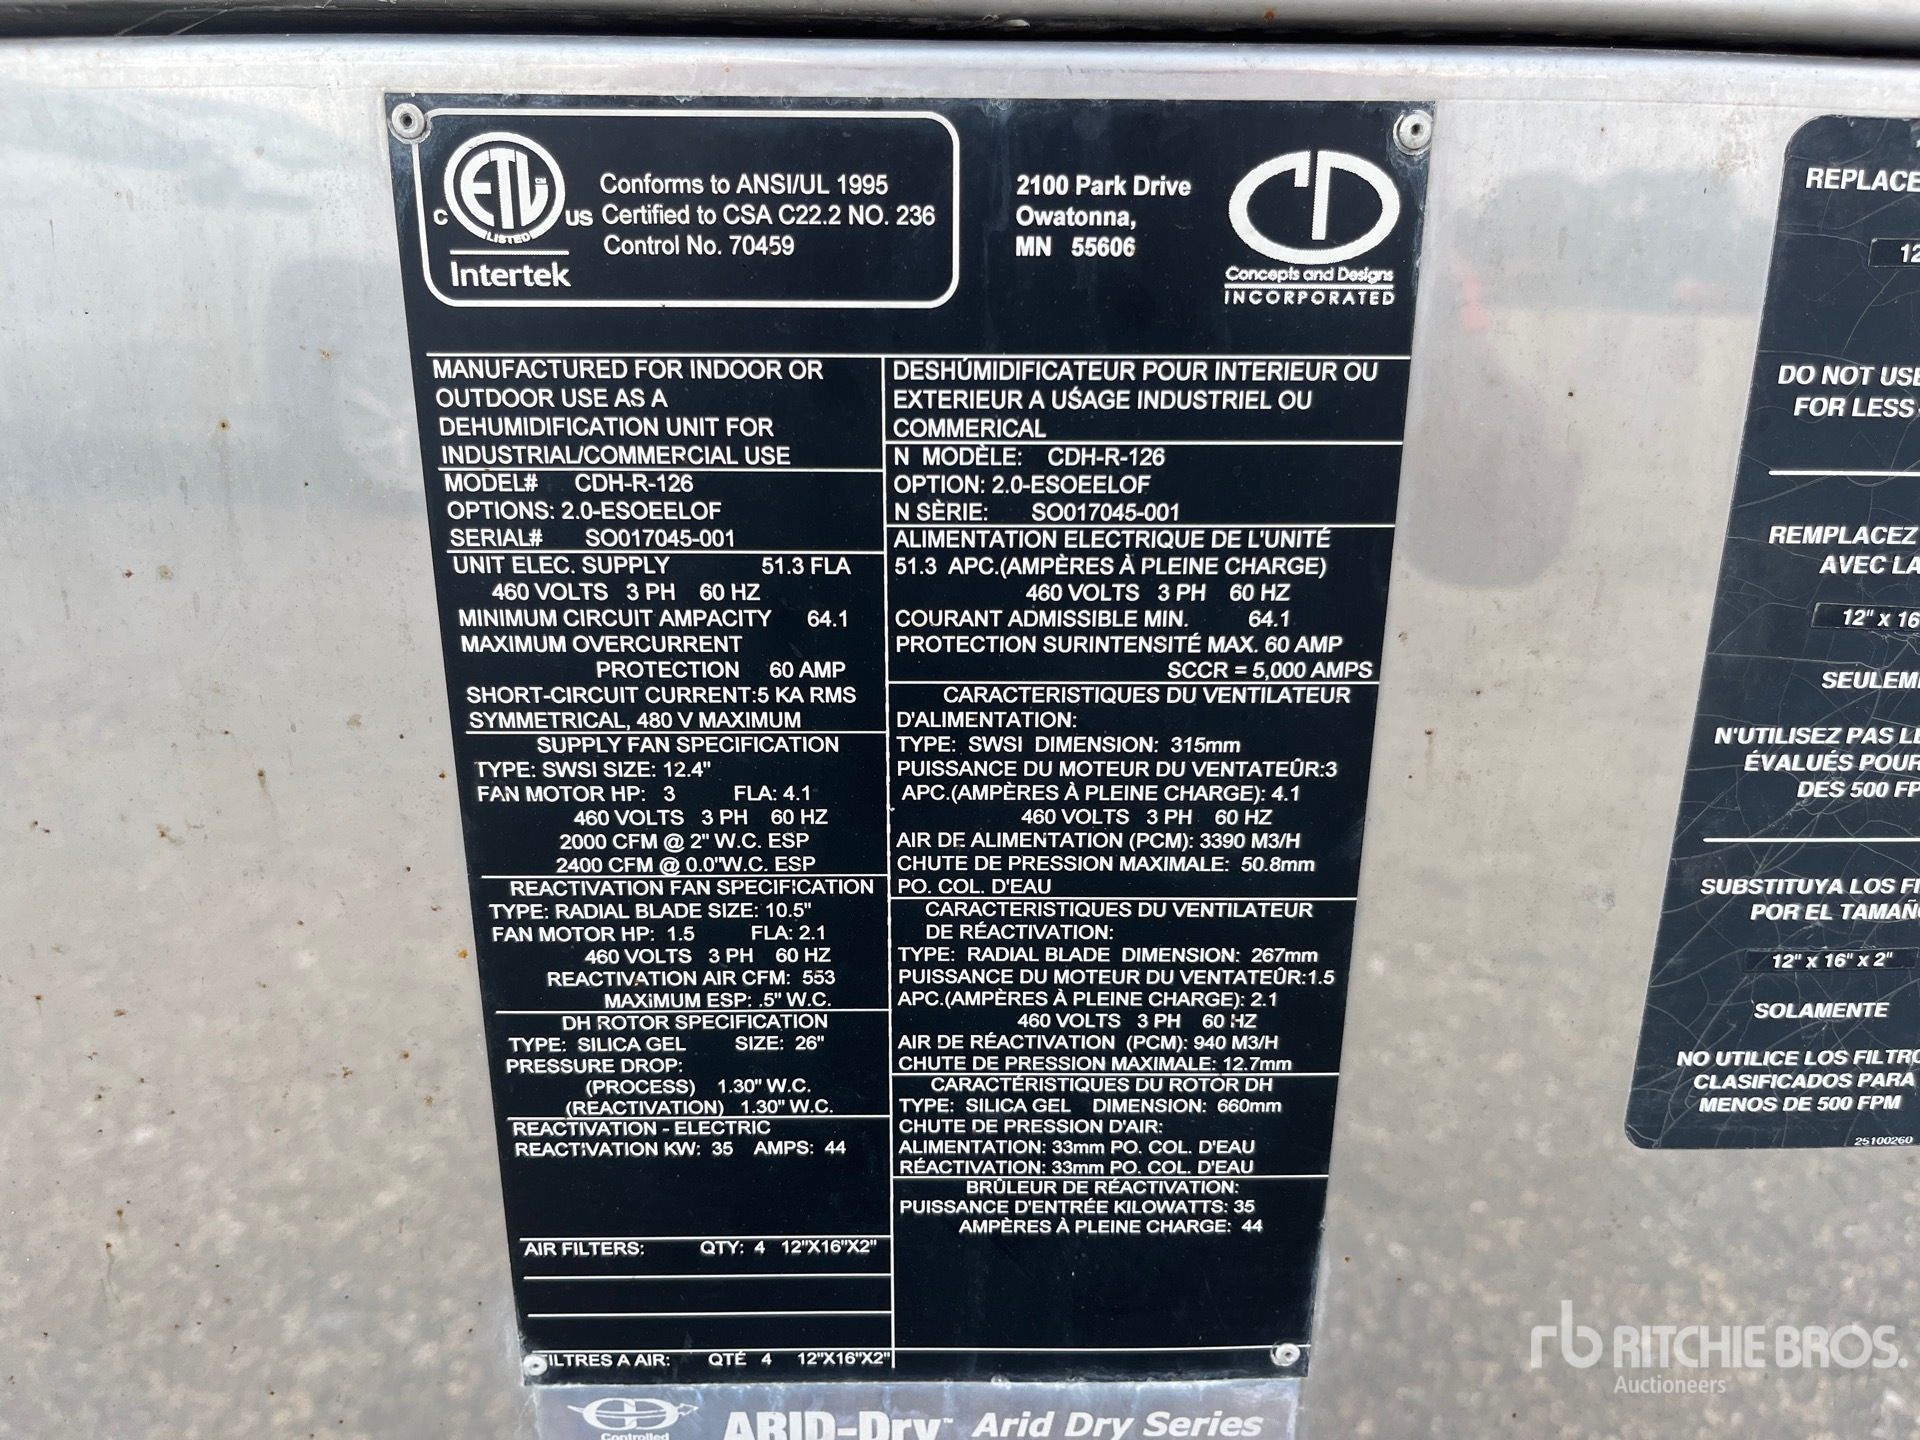 ETL CM
LISTED
C US
Intertek
Conforms to ANSI/UL 1995
Certified to CSA C22.2 NO. 236
Control No. 70459
2100 Park Drive
Owatonna,
MN 55606
Concepts and Designs
INCORPORATED
MANUFACTURED FOR INDOOR OR
OUTDOOR USE AS A
DEHUMIDIFICATION UNIT FOR
INDUSTRIAL/COMMERCIAL USE
MODEL# CDH-R-126
OPTIONS: 2.0-ESOEELOF
SERIAL# SO017045-001
UNIT ELEC. SUPPLY 51.3 FLA
460 VOLTS 3 PH 60 HZ
MINIMUM CIRCUIT AMPACITY 64.1
MAXIMUM OVERCURRENT
PROTECTION 60 AMP
SHORT-CIRCUIT CURRENT:5 KA RMS
SYMMETRICAL, 480 V MAXIMUM
SUPPLY FAN SPECIFICATION
TYPE: SWSI SIZE: 12.4"
FAN MOTOR HP: 3 FLA: 4.1
460 VOLTS 3 PH 60 HZ
2000 CFM @ 2" W.C. ESP
2400 CFM @ 0.0"W.C. ESP
REACTIVATION FAN SPECIFICATION
TYPE: RADIAL BLADE SIZE: 10.5"
FAN MOTOR HP: 1.5 FLA: 2.1
460 VOLTS 3 PH 60 HZ
REACTIVATION AIR CFM: 553
MAXIMUM ESP: .5" W.C.
DH ROTOR SPECIFICATION
TYPE: SILICA GEL SIZE: 26"
PRESSURE DROP:
(PROCESS) 1.30" W.C.
(REACTIVATION) 1.30" W.C.
REACTIVATION - ELECTRIC
REACTIVATION KW: 35 AMPS: 44
AIR FILTERS: QTY: 4 12"X16"X2"
FILTRES A AIR: QTÉ 4 12"X16"X2"
DESHÚMIDIFICATEUR POUR INTERIEUR OU
EXTERIEUR A UŚAGE INDUSTRIEL OU
COMMERICAL
N MODÈLE: CDH-R-126
OPTION: 2.0-ESOEELOF
N SÈRIE: SO017045-001
ALIMENTATION ELECTRIQUE DE L'UNITÉ
51.3 APC.(AMPÈRES À PLEINE CHARGE)
460 VOLTS 3 PH 60 HZ
COURANT ADMISSIBLE MIN. 64.1
PROTECTION SURINTENSITÉ MAX. 60 AMP
SCCR = 5,000 AMPS
CARACTERISTIQUES DU VENTILATEUR
D'ALIMENTATION:
TYPE: SWSI DIMENSION: 315mm
PUISSANCE DU MOTEUR DU VENTATEÛR:3
APC.(AMPÈRES À PLEINE CHARGE): 4.1
460 VOLTS 3 PH 60 HZ
AIR DE ALIMENTATION (PCM): 3390 M3/H
CHUTE DE PRESSION MAXIMALE: 50.8mm
PO. COL. D'EAU
CARACTERISTIQUES DU VENTILATEUR
DE RÉACTIVATION:
TYPE: RADIAL BLADE DIMENSION: 267mm
PUISSANCE DU MOTEUR DU VENTATEÛR:1.5
APC.(AMPÈRES À PLEINE CHARGE): 2.1
460 VOLTS 3 PH 60 HZ
AIR DE RÉACTIVATION (PCM): 940 M3/H
CHUTE DE PRESSION MAXIMALE: 12.7mm
CARACTÉRISTIQUES DU ROTOR DH
TYPE: SILICA GEL DIMENSION: 660mm
CHUTE DE PRESSION D'AIR:
ALIMENTATION: 33mm PO. COL. D'EAU
RÉACTIVATION: 33mm PO. COL. D'EAU
BRÛLEUR DE RÉACTIVATION:
PUISSANCE D'ENTRÉE KILOWATTS: 35
AMPÈRES À PLEINE CHARGE: 44
REPLACE
12"
DO NOT USE
FOR LESS
REMPLACEZ
AVEC LA
12" x 16
SEULEM
N'UTILISEZ PAS LE
ÉVALUÉS POUR
DES 500 FP
SUBSTITUYA LOS FI
POR EL TAMAÑ
12" x 16" x 2"
SOLAMENTE
NO UTILICE LOS FILTRO
CLASIFICADOS PARA
MENOS DE 500 FPM
25100260
Controlled
ARID-Dry™ Arid Dry Series
rb RITCHIE BROS.
Auctioneers